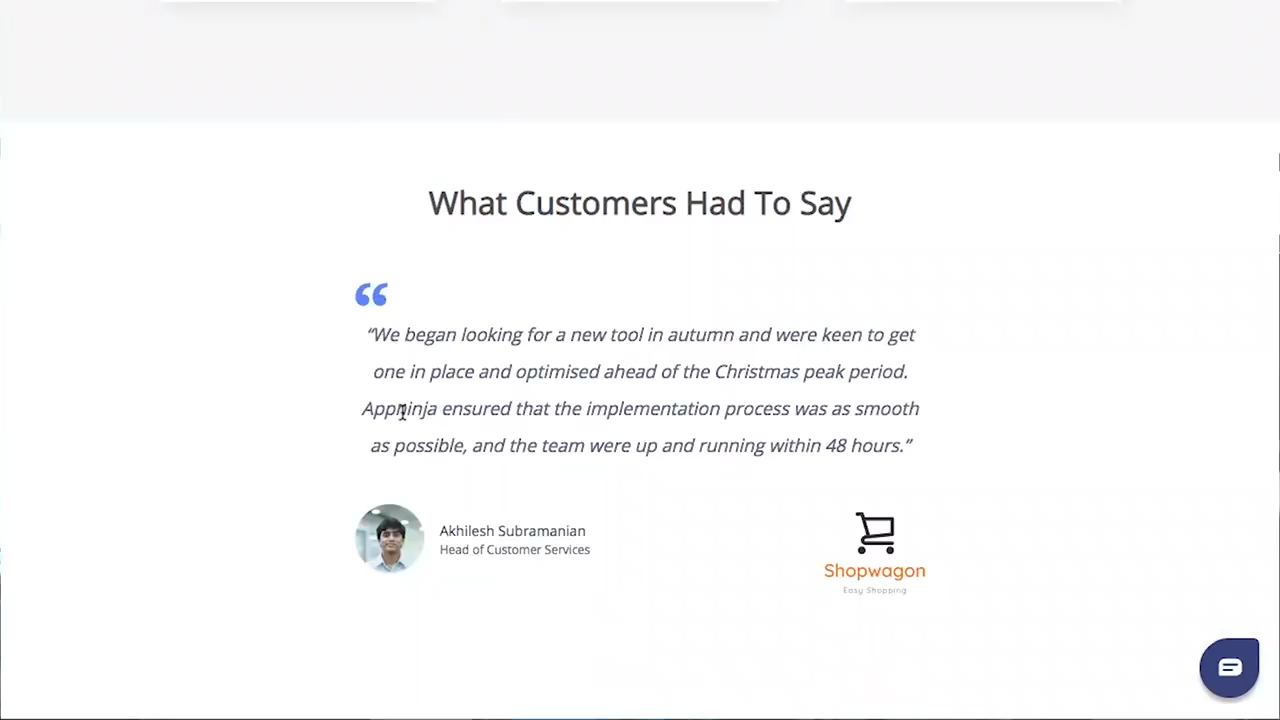 What Customers Had To Say
“We began looking for a new tool in autumn and were keen to get
one in place and optimised ahead of the Christmas peak period.
Appninja ensured that the implementation process was as smooth
as possible, and the team were up and running within 48 hours.”
Akhilesh Subramanian
Head of Customer Services
Shopwagon
Easy Shopping